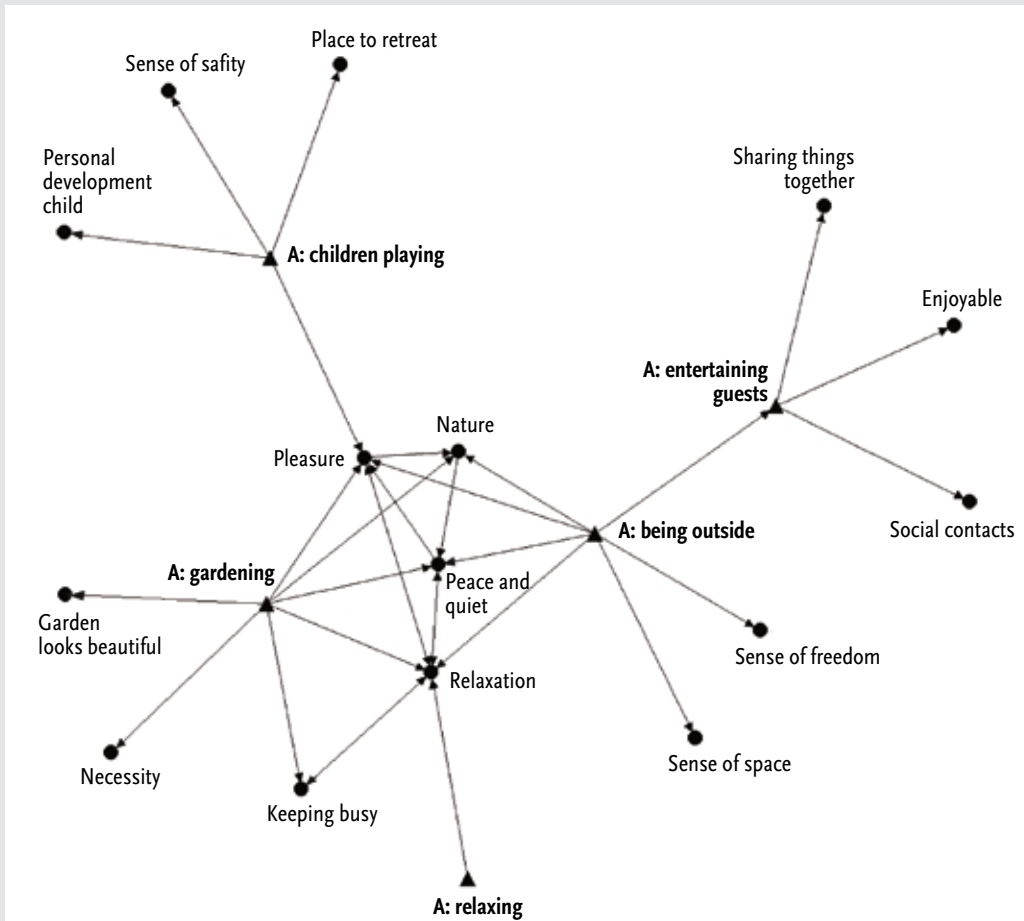 Place to retreat
Sense of safity
Personal
development
child
Sharing things
together
A: children playing
Enjoyable
A: entertaining
guests
Nature
Pleasure
Social contacts
A: being outside
A: gardening
Peace and
quiet
Garden
looks beautiful
Sense of freedom
Relaxation
Sense of space
Necessity
Keeping busy
A: relaxing